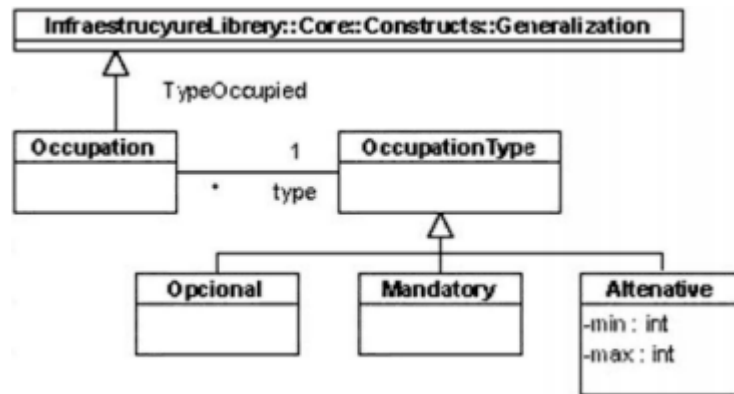 InfraestrucyureLibrery::Core::Constructs::Generalization
TypeOccupied
Occupation
1
OccupationType
*
type
Opcional
Mandatory
Altenative
-min : int
-max : int